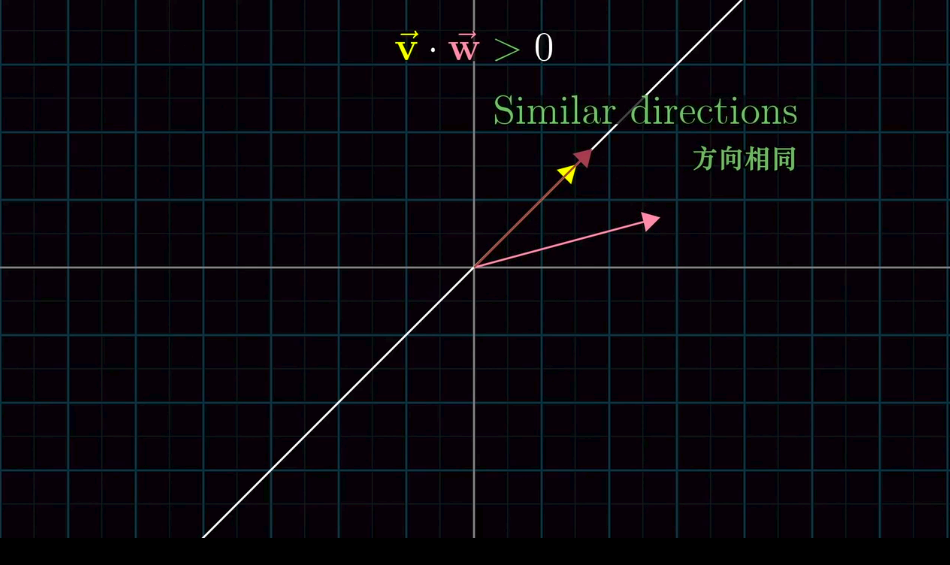 v⃗ · w⃗ > 0
Similar directions
方向相同